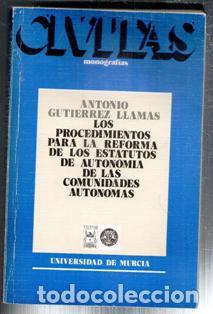 CIVITAS
monografías
ANTONIO
GUTIERREZ LLAMAS
LOS
PROCEDIMIENTOS
PARA LA REFORMA
DE LOS ESTATUTOS
DE AUTONOMIA
DE LAS
COMUNIDADES
AUTONOMAS
UNIVERSIDAD DE MURCIA
todocoleccion